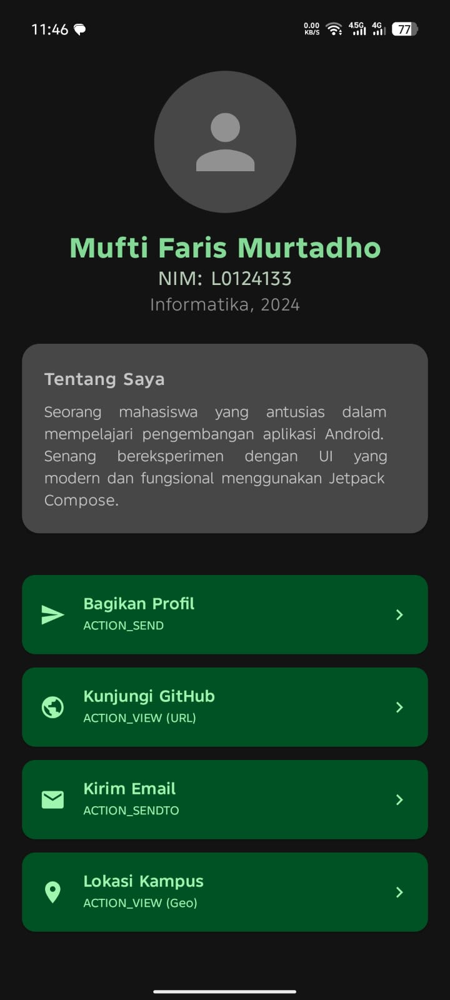 11:46
0.00 KB/S 4.5G 4G 77
Mufti Faris Murtadho
NIM: L0124133
Informatika, 2024
Tentang Saya
Seorang mahasiswa yang antusias dalam
mempelajari pengembangan aplikasi Android.
Senang bereksperimen dengan UI yang
modern dan fungsional menggunakan Jetpack
Compose.
Bagikan Profil
ACTION_SEND
Kunjungi GitHub
ACTION_VIEW (URL)
Kirim Email
ACTION_SENDTO
Lokasi Kampus
ACTION_VIEW (Geo)